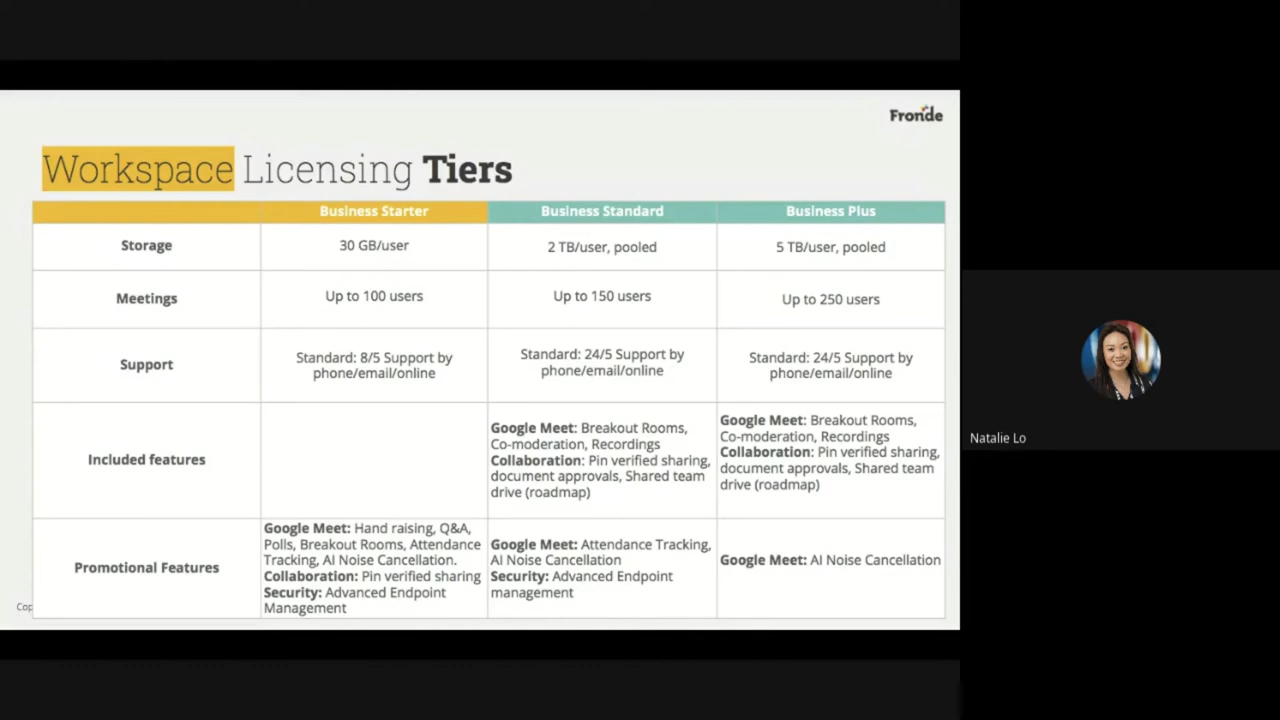 Fronde
Workspace Licensing Tiers
Business Starter Business Standard Business Plus
Storage 30 GB/user 2 TB/user, pooled 5 TB/user, pooled
Meetings Up to 100 users Up to 150 users Up to 250 users
Support
Standard: 8/5 Support by
phone/email/online
Standard: 24/5 Support by
phone/email/online
Standard: 24/5 Support by
phone/email/online
Included features
Google Meet: Breakout Rooms,
Co-moderation, Recordings
Collaboration: Pin verified sharing,
document approvals, Shared team
drive (roadmap)
Google Meet: Breakout Rooms,
Co-moderation, Recordings
Collaboration: Pin verified sharing,
document approvals, Shared team
drive (roadmap)
Promotional Features
Google Meet: Hand raising, Q&A,
Polls, Breakout Rooms, Attendance
Tracking, AI Noise Cancellation.
Collaboration: Pin verified sharing
Security: Advanced Endpoint
Management
Google Meet: Attendance Tracking,
AI Noise Cancellation
Security: Advanced Endpoint
management
Google Meet: AI Noise Cancellation
Cop
Natalie Lo